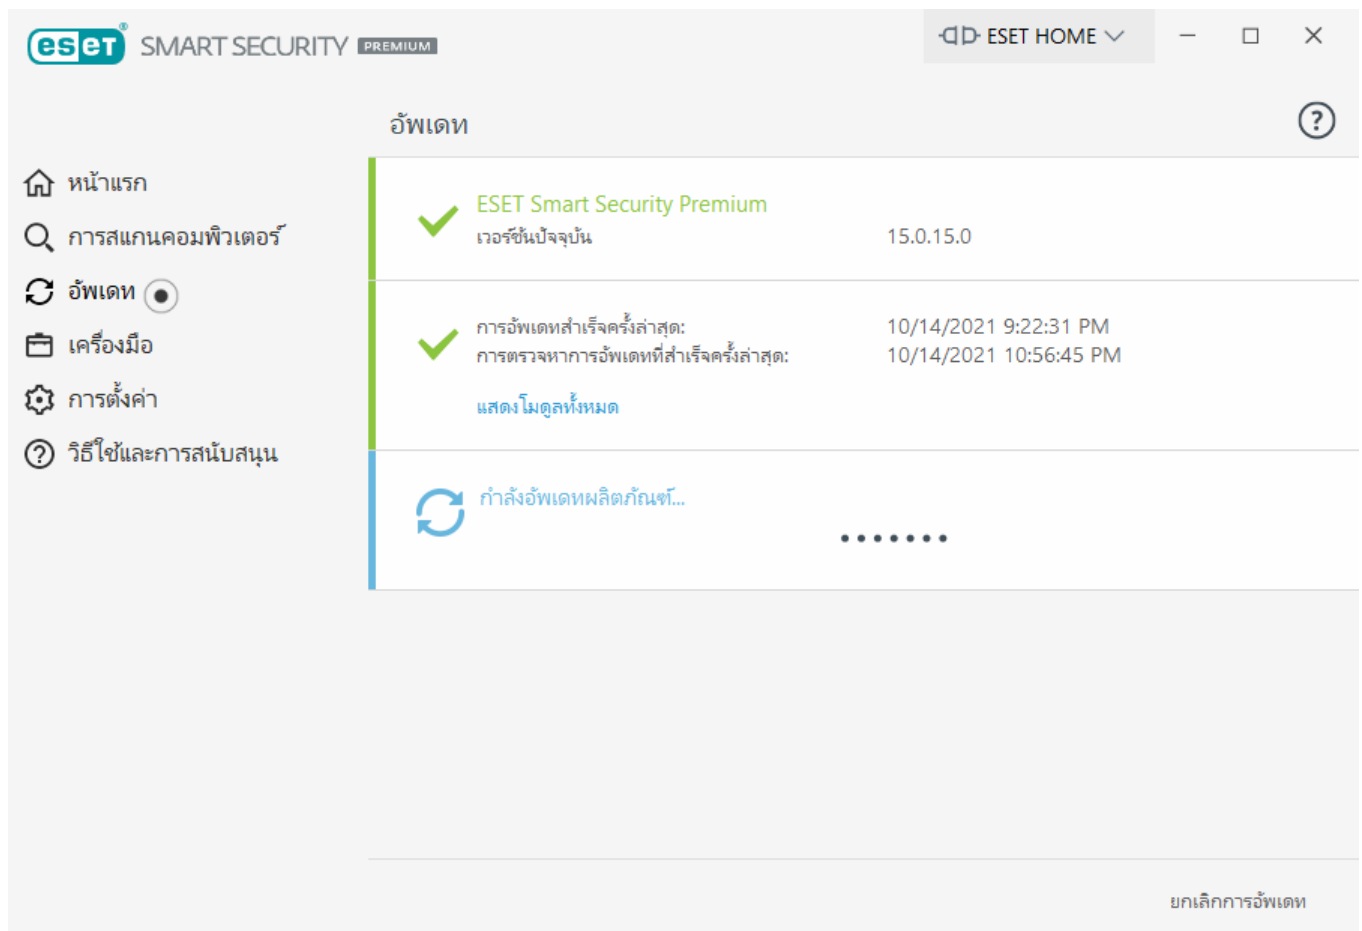 eset® SMART SECURITY PREMIUM
ESET HOME
อัพเดท
หน้าแรก
การสแกนคอมพิวเตอร์
อัพเดท
เครื่องมือ
การตั้งค่า
วิธีใช้และการสนับสนุน
ESET Smart Security Premium
เวอร์ชันปัจจุบัน 15.0.15.0
การอัพเดทสำเร็จครั้งล่าสุด: 10/14/2021 9:22:31 PM
การตรวจหาการอัพเดทที่สำเร็จครั้งล่าสุด: 10/14/2021 10:56:45 PM
แสดงโมดูลทั้งหมด
กำลังอัพเดทผลิตภัณฑ์...
ยกเลิกการอัพเดท